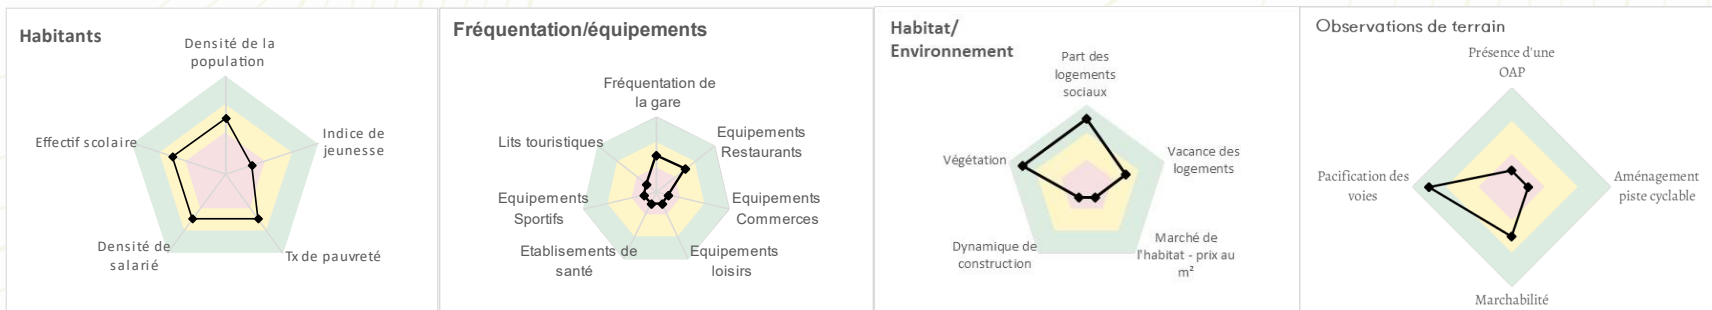 Habitants
Densité de la
population
Effectif scolaire
Indice de
jeunesse
Densité de
salarié
Tx de pauvreté
Fréquentation/équipements
Fréquentation de
la gare
Lits touristiques
Equipements
Restaurants
Equipements
Sportifs
Equipements
Commerces
Etablisements de
santé
Equipements
loisirs
Habitat/
Environnement
Part des
logements
sociaux
Végétation
Vacance des
logements
Dynamique de
construction
Marché de
l'habitat - prix au
m²
Observations de terrain
Présence d'une
OAP
Pacification des
voies
Aménagement
piste cyclable
Marchabilité